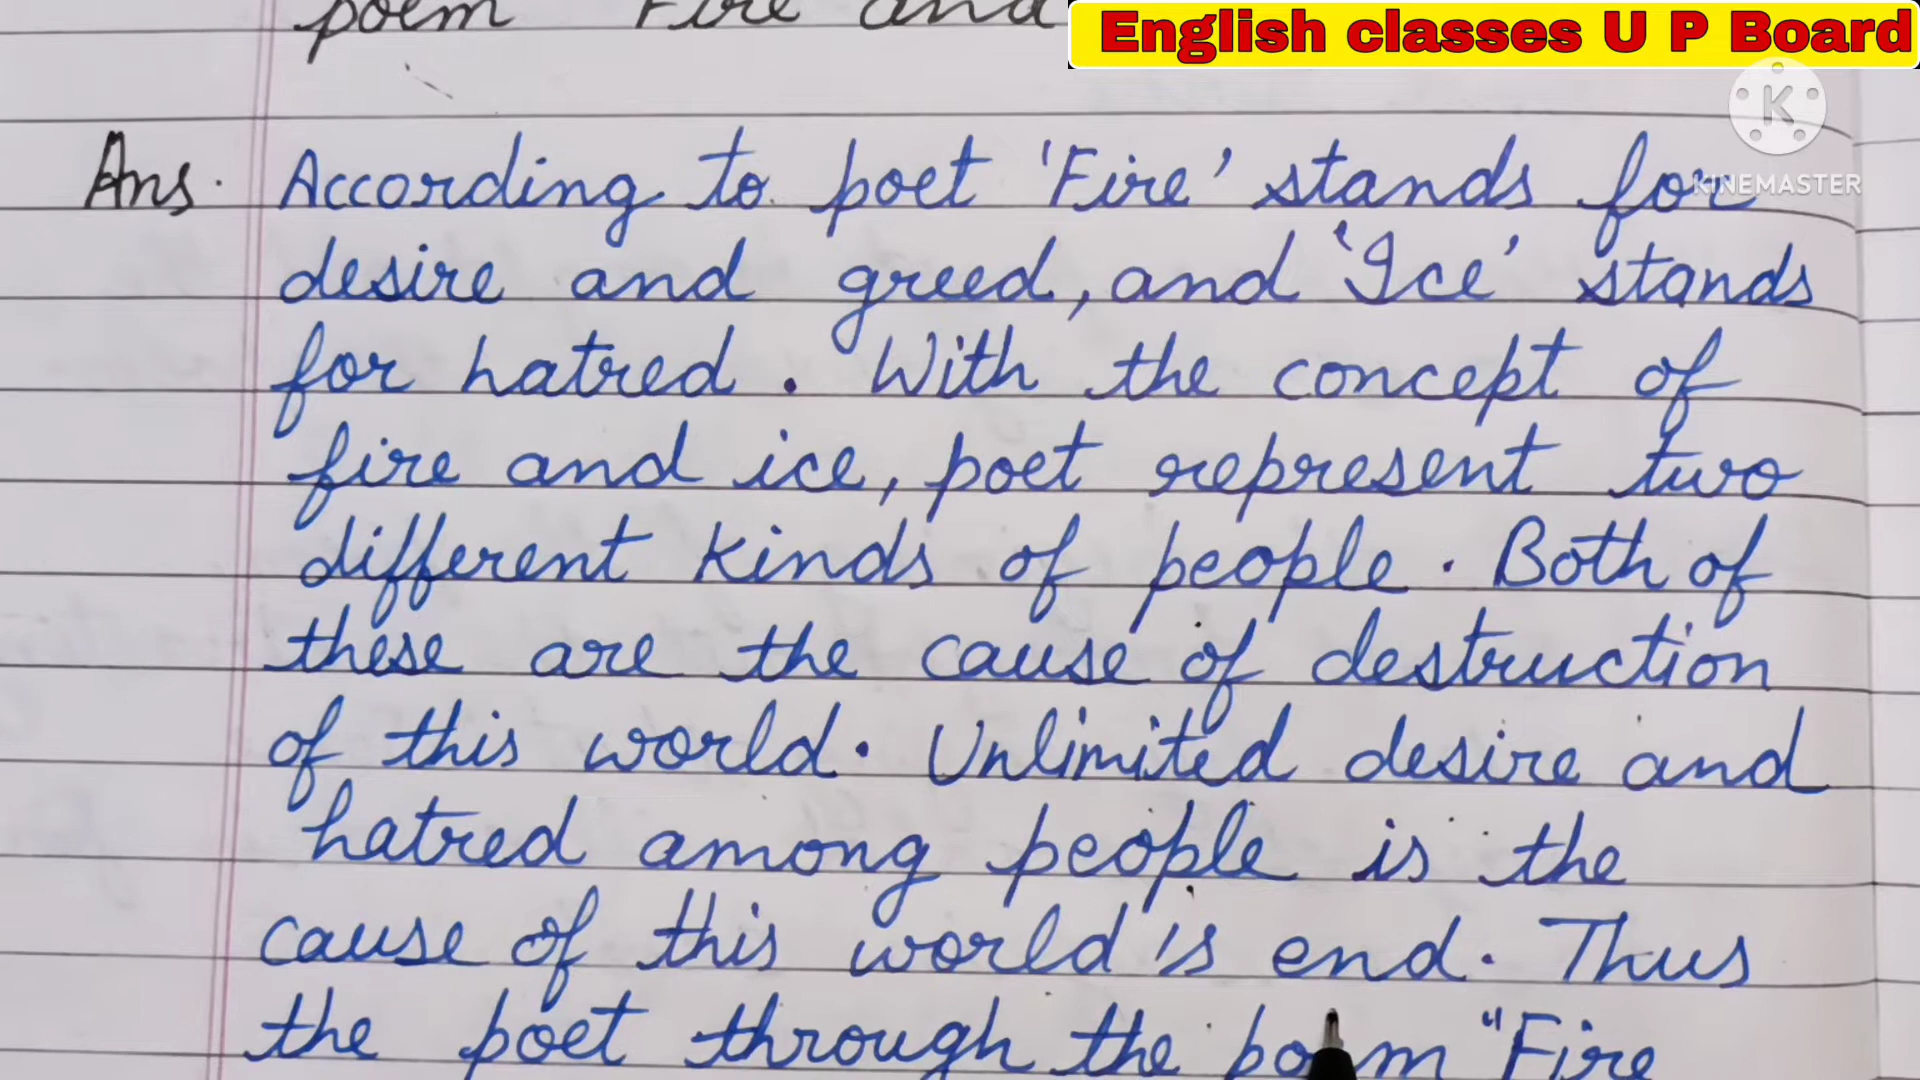 poem "Fire and
English classes U P Board
K
KINEMASTER
Ans. According to poet 'Fire' stands for
desire and greed, and 'Ice' stands
for hatred. With the concept of
fire and ice, poet represent two
different kinds of people. Both of
these are the cause of destruction
of this world. Unlimited desire and
hatred among people is the
cause of this world's end. Thus
the poet through the poem "Fire